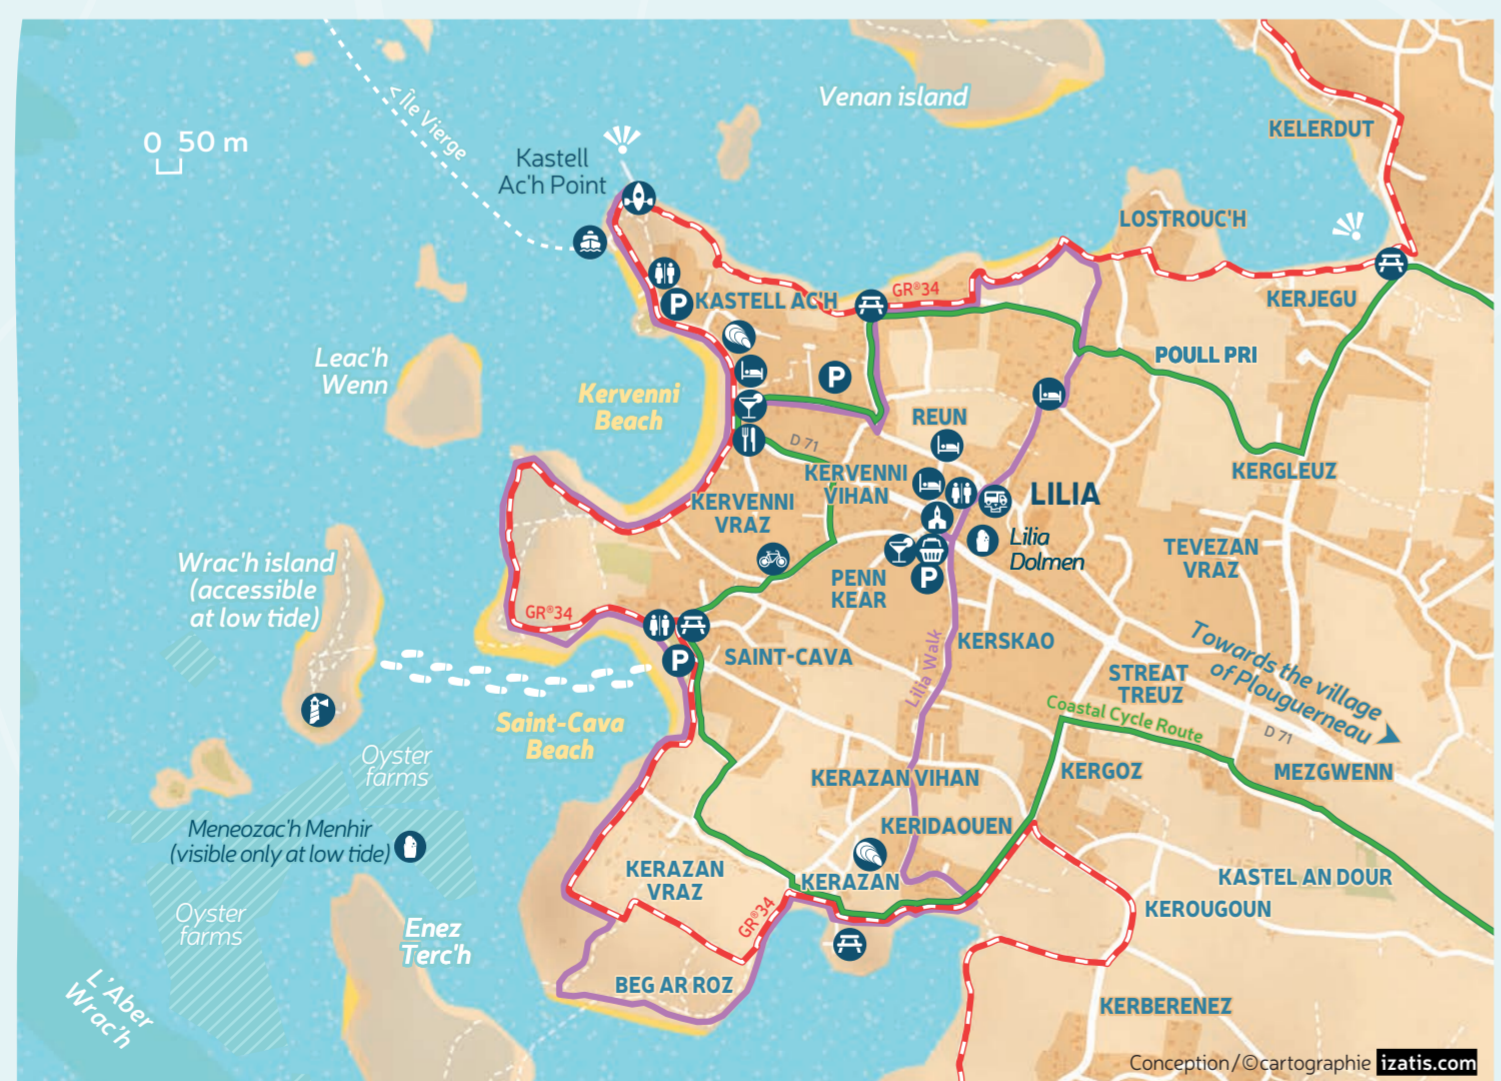 < Île Vierge
Venan island
KELERDUT
0 50 m
Kastell
Ac'h Point
LOSTROUC'H
GR®34
KASTELL AC'H
P
KERJEGU
Leac'h
Wenn
POULL PRI
Kervenni
Beach
P
REUN
D 71
KERVENNI
VIHAN
KERGLEUZ
KERVENNI
VRAZ
LILIA
Lilia
Dolmen
TEVEZAN
VRAZ
Wrac'h island
(accessible
at low tide)
PENN
KEAR
P
GR®34
KERSKAO
Towards the village
of Plouguerneau
SAINT-CAVA
P
Lilia Walk
STREAT
TREUZ
Coastal Cycle Route
D 71
Saint-Cava
Beach
Oyster
farms
KERAZAN VIHAN
KERGOZ
MEZGWENN
Meneozac'h Menhir
(visible only at low tide)
KERIDAOUEN
KERAZAN
VRAZ
KERAZAN
KASTEL AN DOUR
KEROUGOUN
GR®34
Oyster
farms
Enez
Terc'h
BEG AR ROZ
L'Aber
Wrac'h
KERBERENEZ
Conception/©cartographie izatis.com